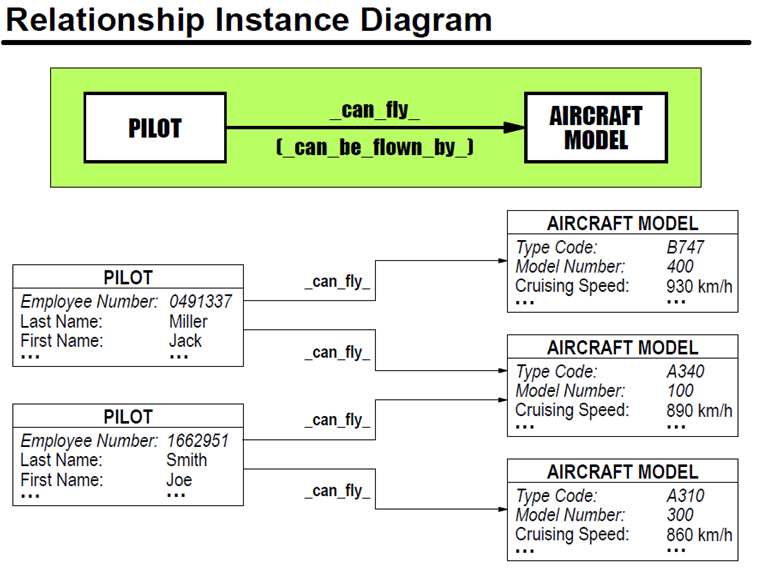 Relationship Instance Diagram
PILOT
_can_fly_
(_can_be_flown_by_)
AIRCRAFT
MODEL
PILOT
Employee Number: 0491337
Last Name: Miller
First Name: Jack
... ...
_can_fly_
_can_fly_
AIRCRAFT MODEL
Type Code: B747
Model Number: 400
Cruising Speed: 930 km/h
... ...
AIRCRAFT MODEL
Type Code: A340
Model Number: 100
Cruising Speed: 890 km/h
... ...
PILOT
Employee Number: 1662951
Last Name: Smith
First Name: Joe
... ...
_can_fly_
_can_fly_
AIRCRAFT MODEL
Type Code: A310
Model Number: 300
Cruising Speed: 860 km/h
... ...